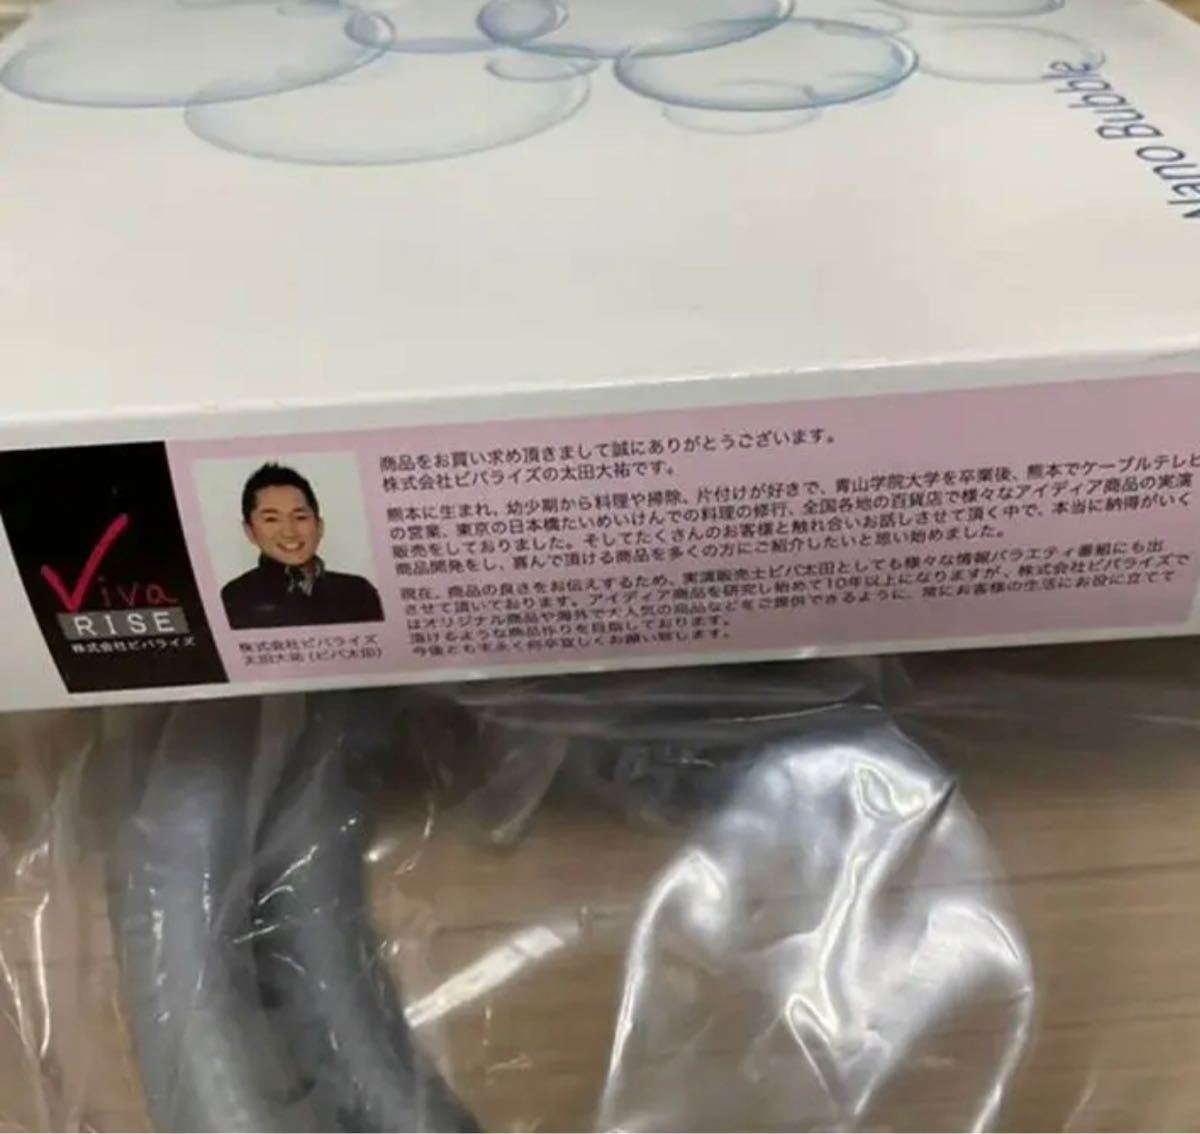 Nano Bubble
Viva
RISE
株式会社ビバライズ
株式会社ビバライズ
太田大祐(ビバ太田)
商品をお買い求め頂きまして誠にありがとうございます。
株式会社ビバライズの太田大祐です。
熊本に生まれ、幼少期から料理や掃除、片付けが好きで、青山学院大学を卒業後、熊本でケーブルテレビ
の営業、東京の日本橋たいめいけんでの料理の修行、全国各地の百貨店で様々なアイディア商品の実演
販売をしておりました。そしてたくさんのお客様と触れ合いお話しさせて頂く中で、本当に納得がいく
商品開発をし、喜んで頂ける商品を多くの方にご紹介したいと思い始めました。
現在、商品の良さをお伝えするため、実演販売士ビバ太田としても様々な情報バラエティ番組にも出
させて頂いております。アイディア商品を研究し始めて10年以上になりますが、株式会社ビバライズで
はオリジナル商品や海外で大人気の商品などをご提供できるように、常にお客様の生活にお役に立てて
頂けるような商品作りを目指しております。
今後とも末永く何卒宜しくお願い致します。